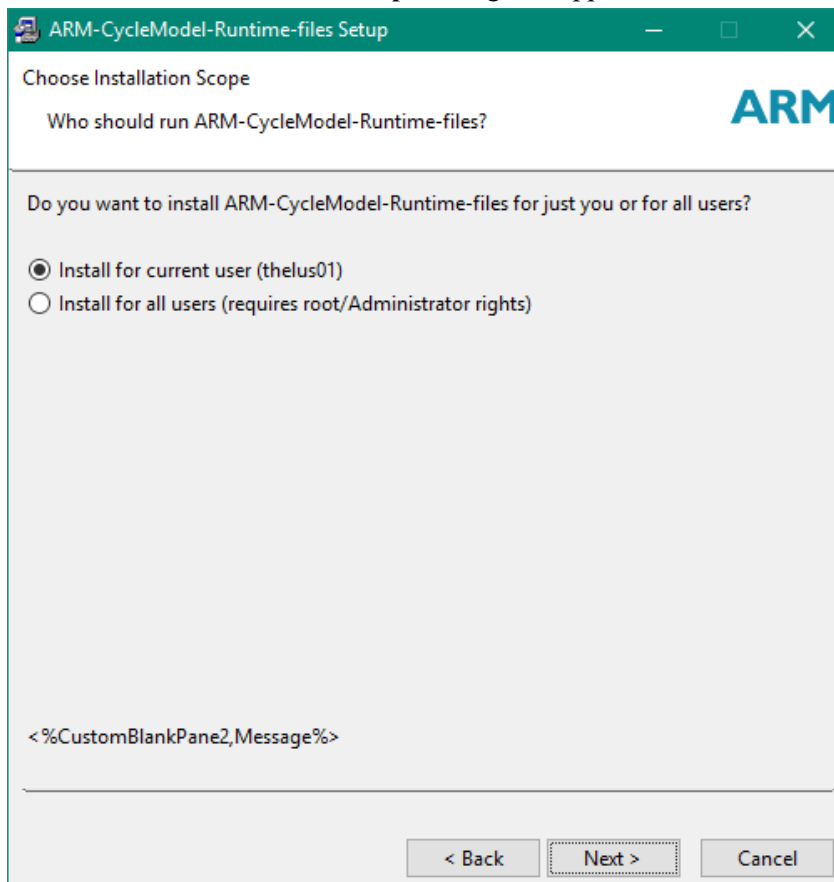 ARM-CycleModel-Runtime-files Setup
Choose Installation Scope
Who should run ARM-CycleModel-Runtime-files?
ARM
Do you want to install ARM-CycleModel-Runtime-files for just you or for all users?
Install for current user (thelus01)
Install for all users (requires root/Administrator rights)
<%CustomBlankPane2,Message%>
< Back Next > Cancel